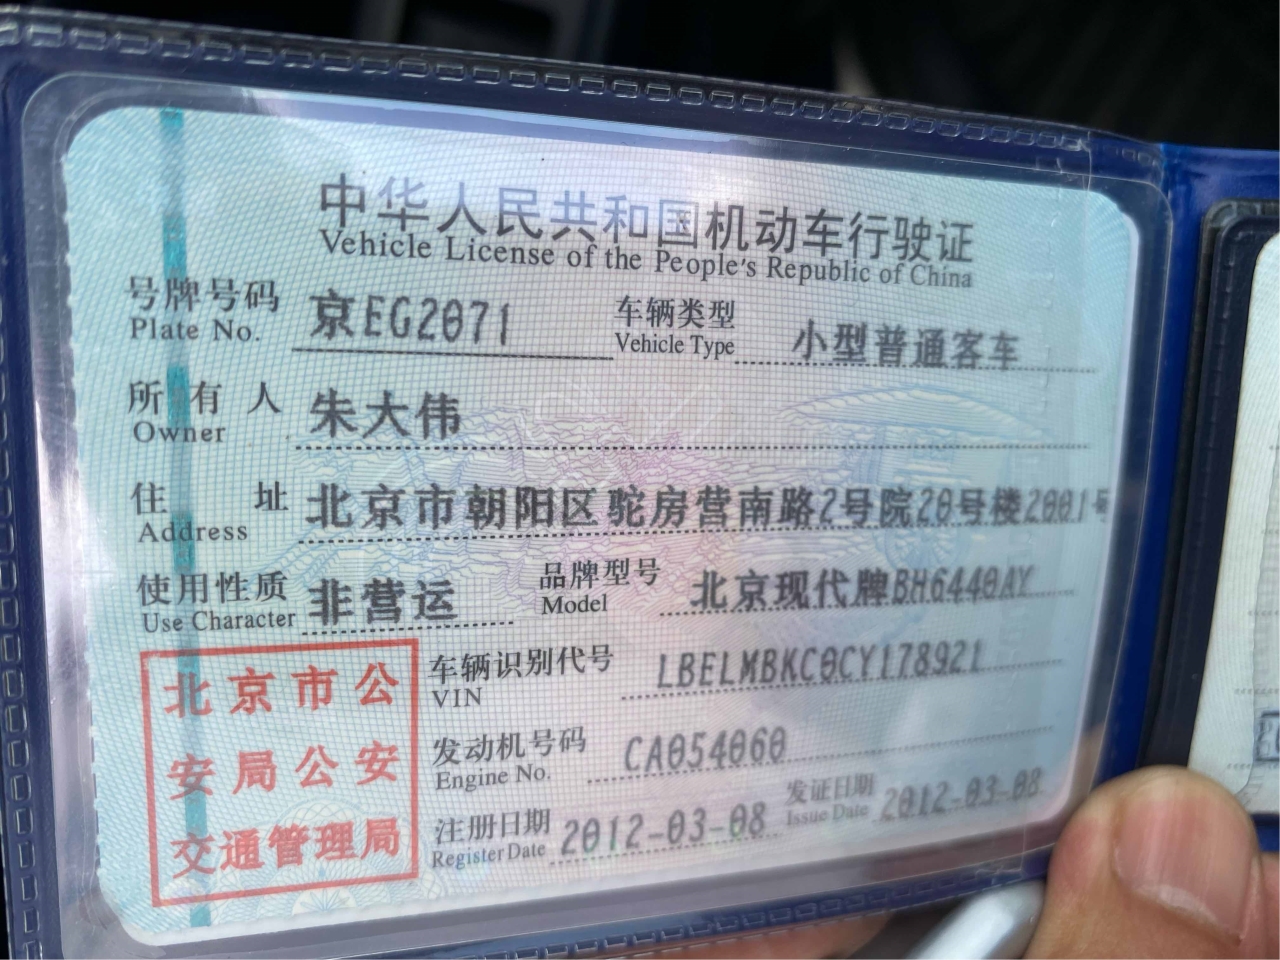 中华人民共和国机动车行驶证
Vehicle License of the People's Republic of China
号牌号码 京EG2071 车辆类型 小型普通客车
Plate No. Vehicle Type
所有人 朱大伟
Owner
住址 北京市朝阳区驼房营南路2号院20号楼2001号
Address
使用性质 非营运 品牌型号 北京现代牌BH6440AY
Use Character Model
车辆识别代号 LBELMBKC0CY178921
VIN
发动机号码 CA054060
Engine No.
注册日期 2012-03-08 发证日期 2012-03-08
Register Date Issue Date
北京市公
安局公安
交通管理局